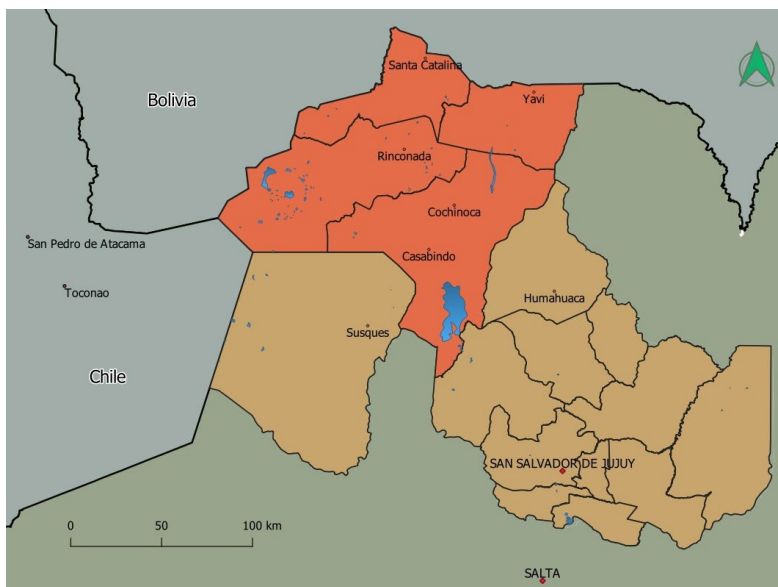 Santa Catalina
Bolivia
Yavi
Rinconada
Cochinoca
San Pedro de Atacama
Casabindo
Toconao
Humahuaca
Susques
Chile
SAN SALVADOR DE JUJUY
0 50 100 km
SALTA